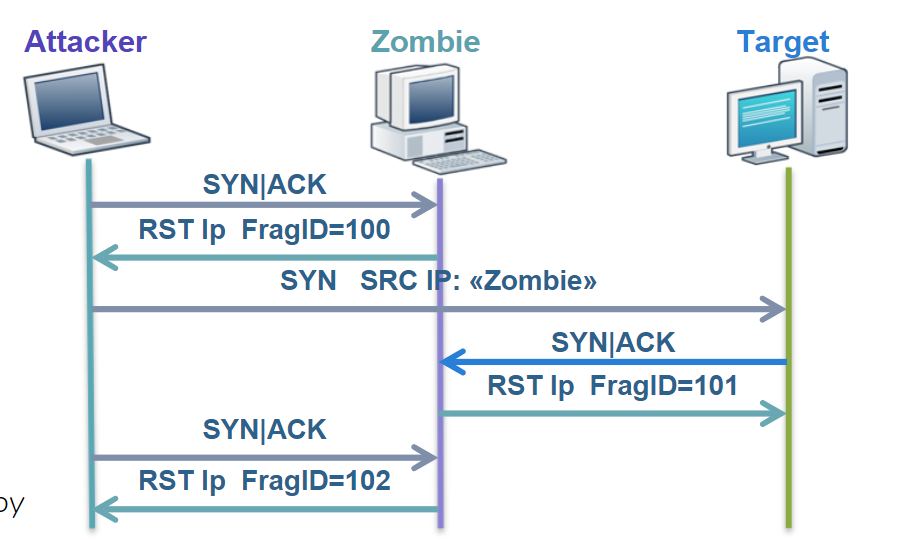 Attacker
Zombie
Target
SYN|ACK
RST Ip FragID=100
SYN SRC IP: «Zombie»
SYN|ACK
RST Ip FragID=101
SYN|ACK
RST Ip FragID=102
by